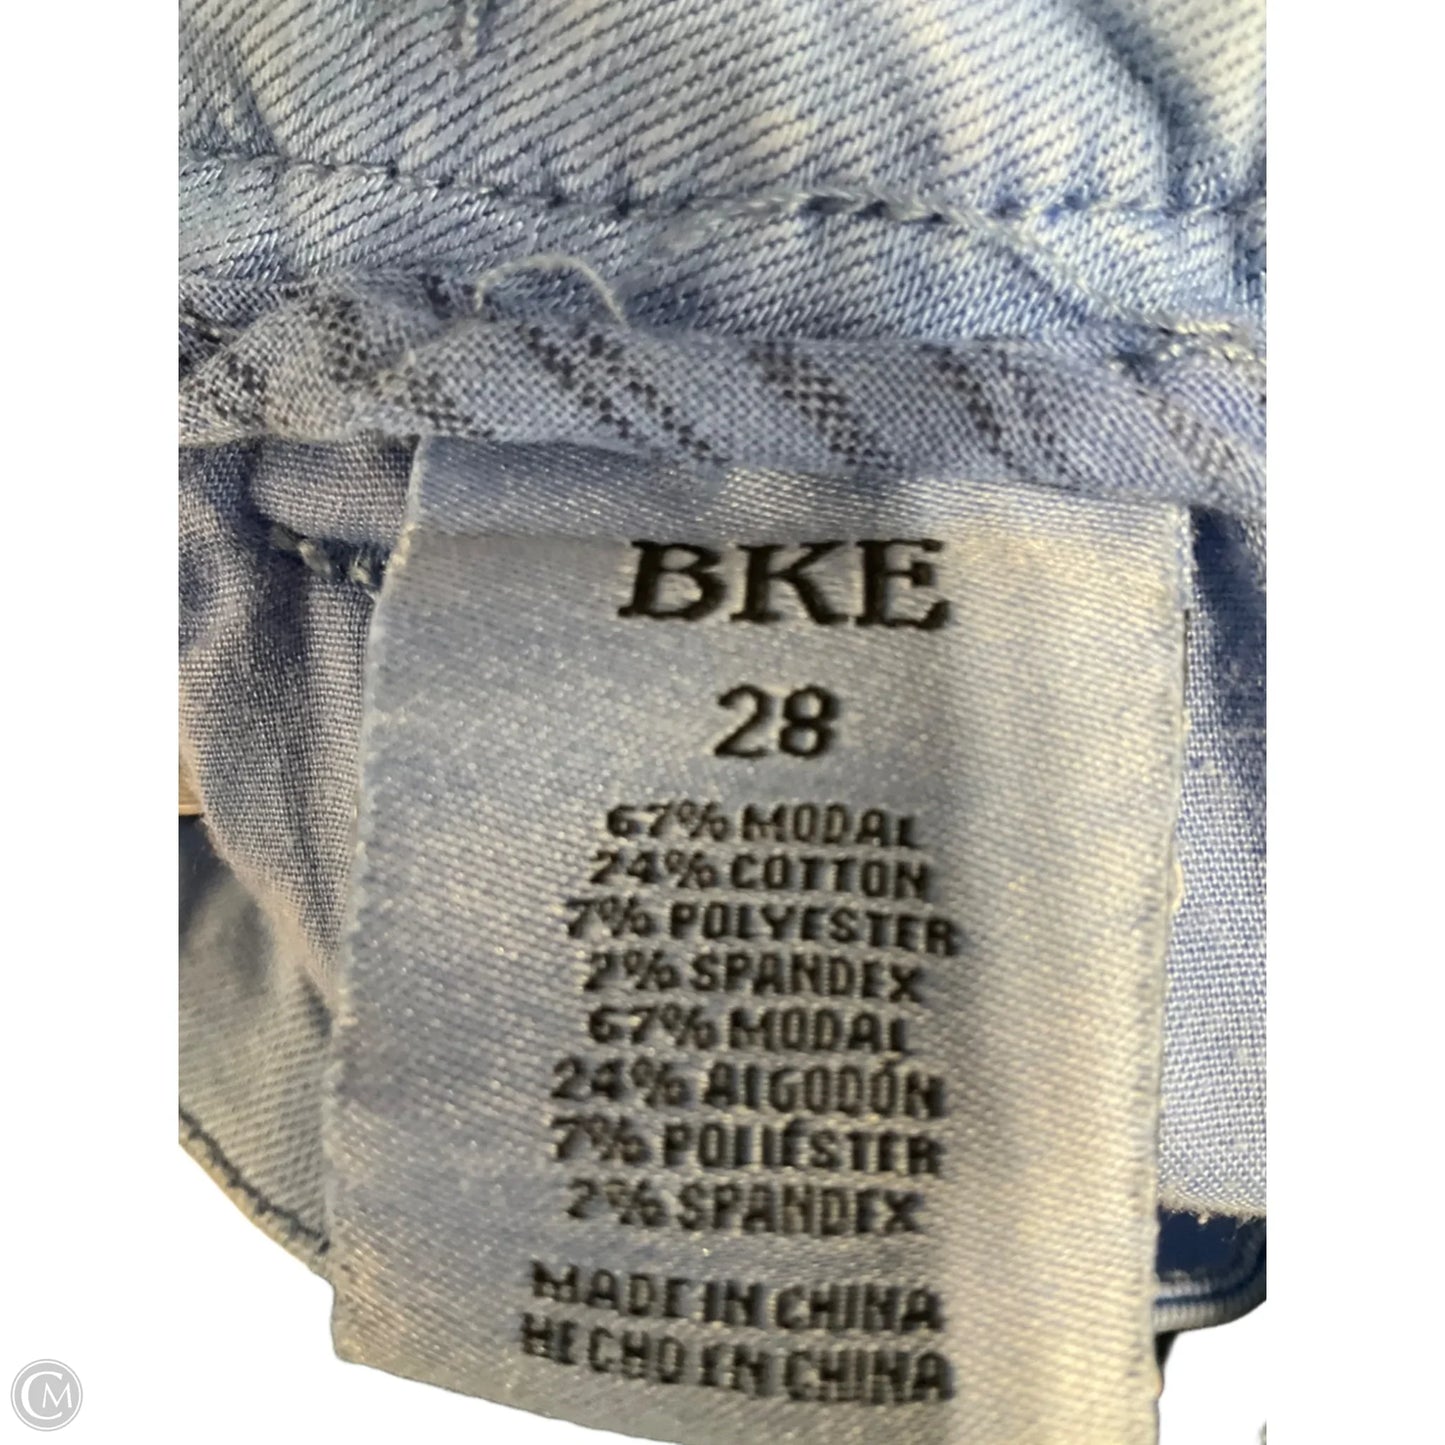 BKE
28
67% MODAL
24% COTTON
7% POLYESTER
2% SPANDEX
67% MODAL
24% ALGODÓN
7% POLIÉSTER
2% SPANDEX
MADE IN CHINA
HECHO EN CHINA
CM